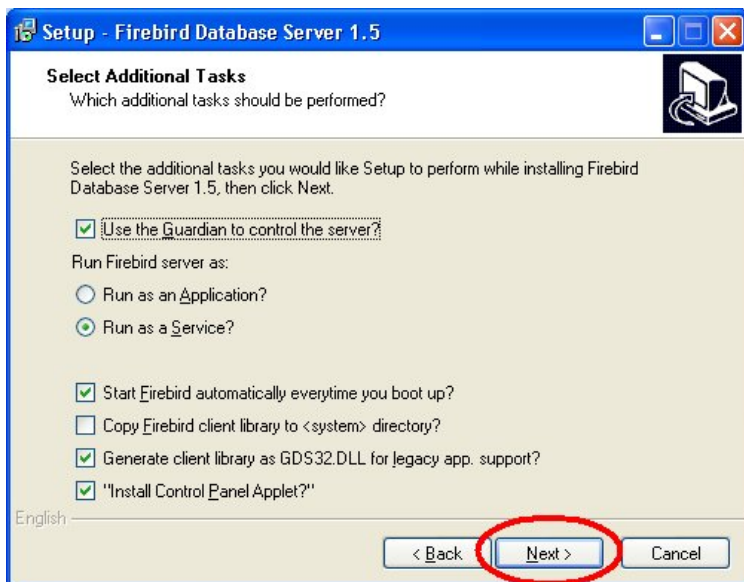 Setup - Firebird Database Server 1.5
Select Additional Tasks
Which additional tasks should be performed?
Select the additional tasks you would like Setup to perform while installing Firebird
Database Server 1.5, then click Next.
Use the Guardian to control the server?
Run Firebird server as:
Run as an Application?
Run as a Service?
Start Firebird automatically everytime you boot up?
Copy Firebird client library to <system> directory?
Generate client library as GDS32.DLL for legacy app. support?
"Install Control Panel Applet?"
English
< Back Next > Cancel